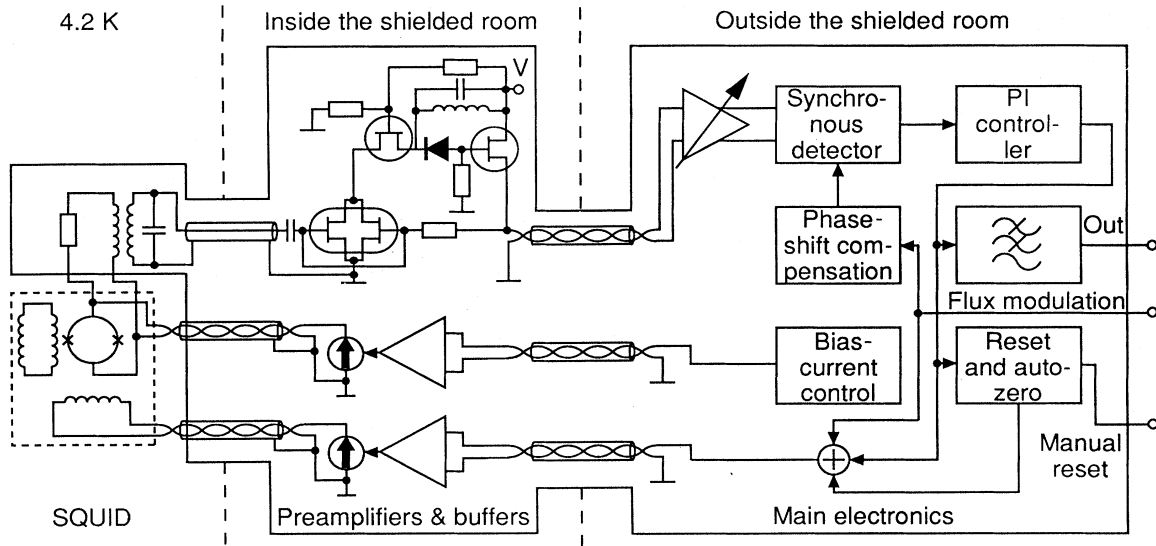 4.2 K
Inside the shielded room
Outside the shielded room
V
Synchro-
nous
detector
PI
control-
ler
Phase-
shift com-
pensation
Out
Flux modulation
Bias-
current
control
Reset
and auto-
zero
Manual
reset
SQUID
Preamplifiers & buffers
Main electronics